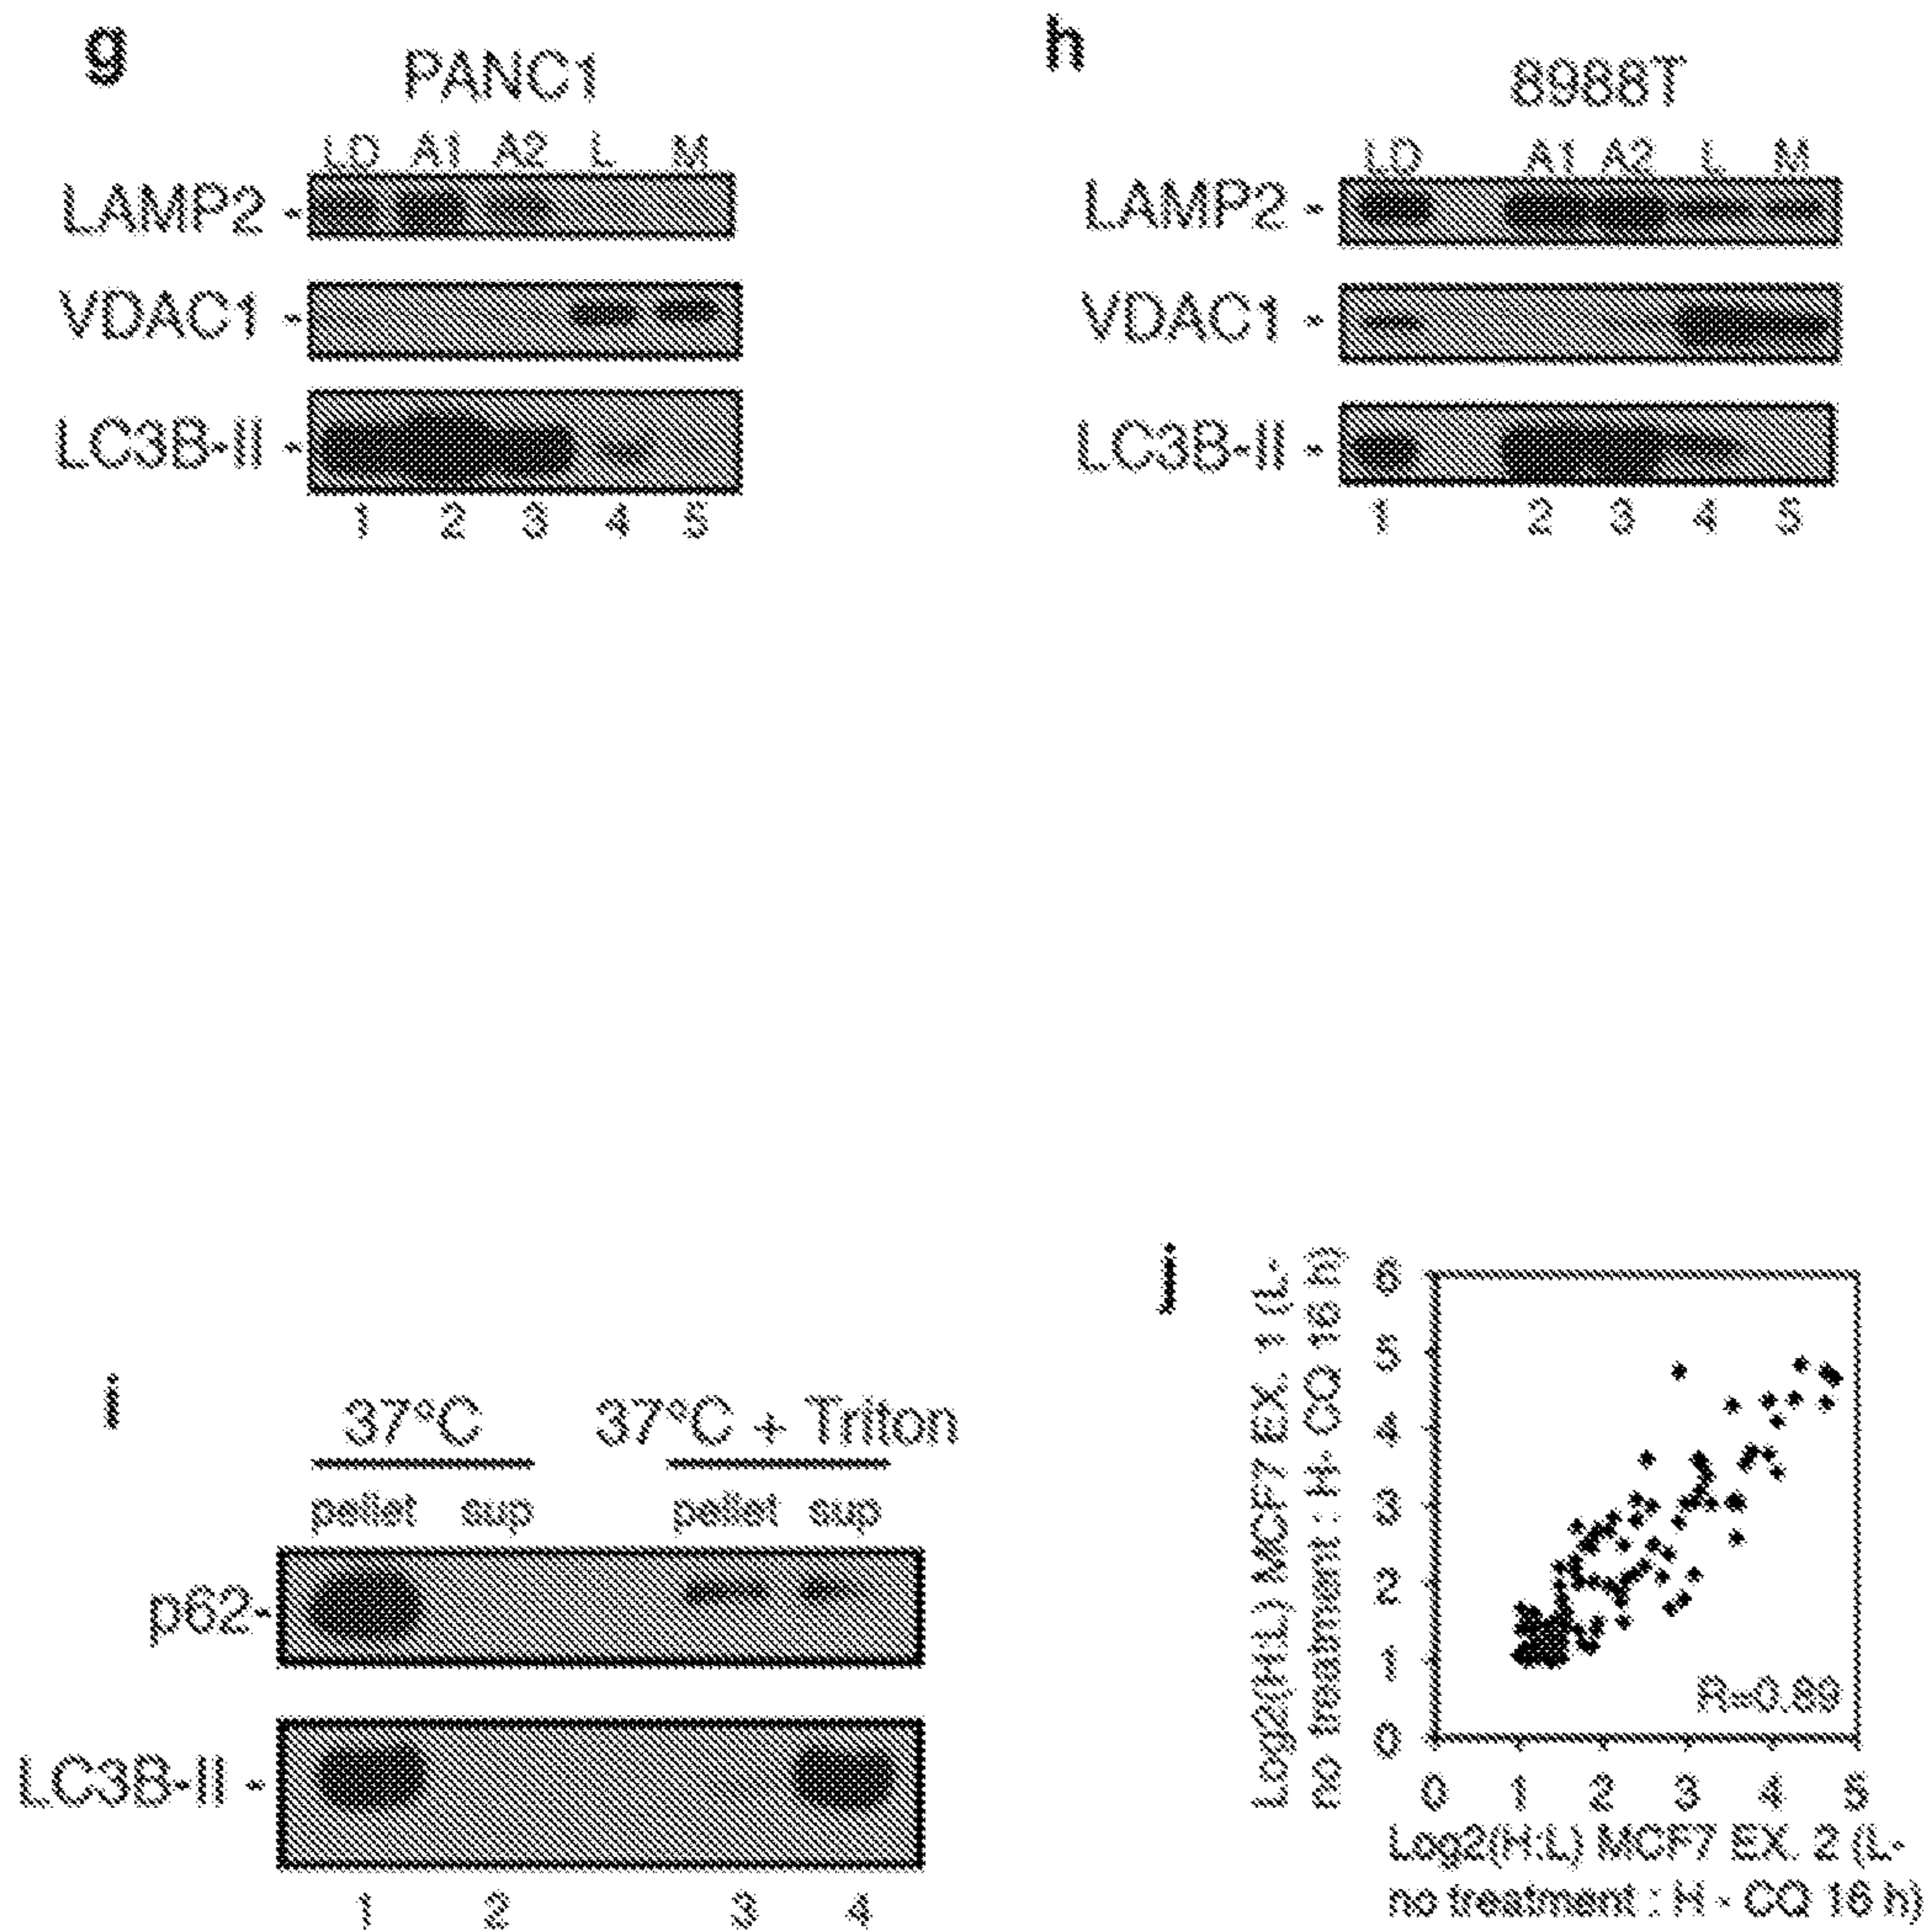 g
PANC1
LD A1 A2 L M
LAMP2 -
VDAC1 -
LC3B-II -
1 2 3 4 5
h
8988T
LD A1 A2 L M
LAMP2 -
VDAC1 -
LC3B-II -
1 2 3 4 5
i
37ºC 37ºC + Triton
pellet sup pellet sup
p62-
LC3B-II -
1 2 3 4
j
Log2(H:L) MCF7 EX. 1 (L-
no treatment : H- CQ 16 h)
6
5
4
3
2
1
0
R=0.89
0 1 2 3 4 5
Log2(H:L) MCF7 EX. 2 (L-
no treatment : H - CQ 16 h)